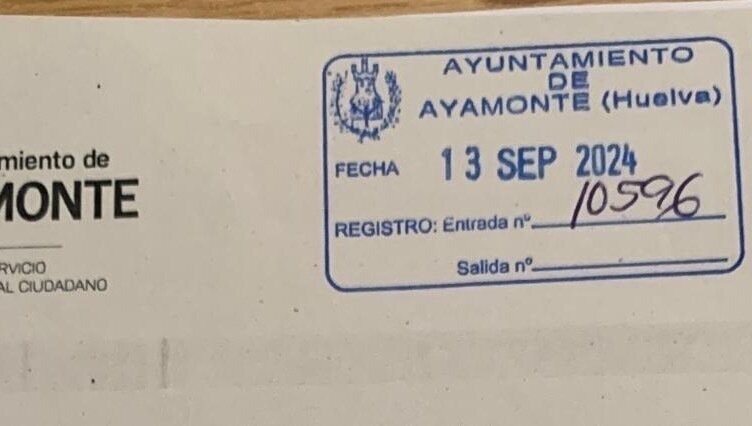 AYUNTAMIENTO
DE
AYAMONTE (Huelva)
FECHA 13 SEP 2024
REGISTRO: Entrada nº 10596
Salida nº
miento de
MONTE
RVICIO
AL CIUDADANO